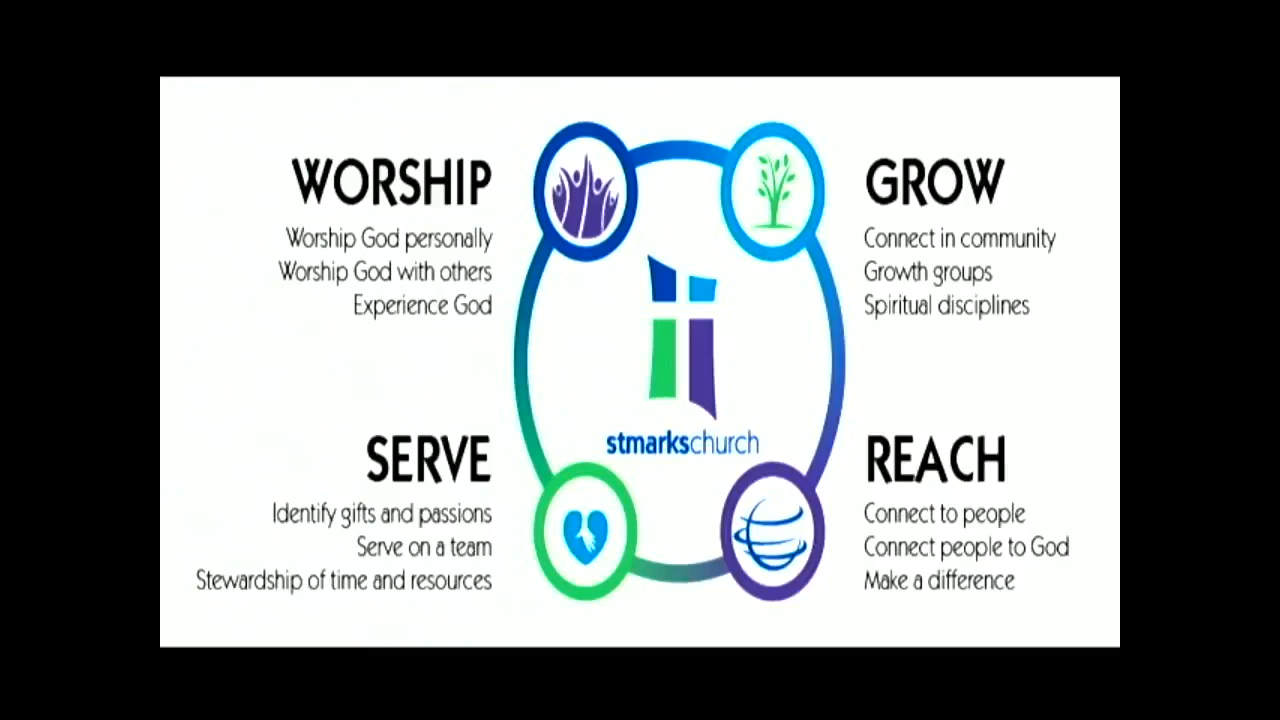 WORSHIP
Worship God personally
Worship God with others
Experience God
GROW
Connect in community
Growth groups
Spiritual disciplines
stmarkschurch
SERVE
Identify gifts and passions
Serve on a team
Stewardship of time and resources
REACH
Connect to people
Connect people to God
Make a difference